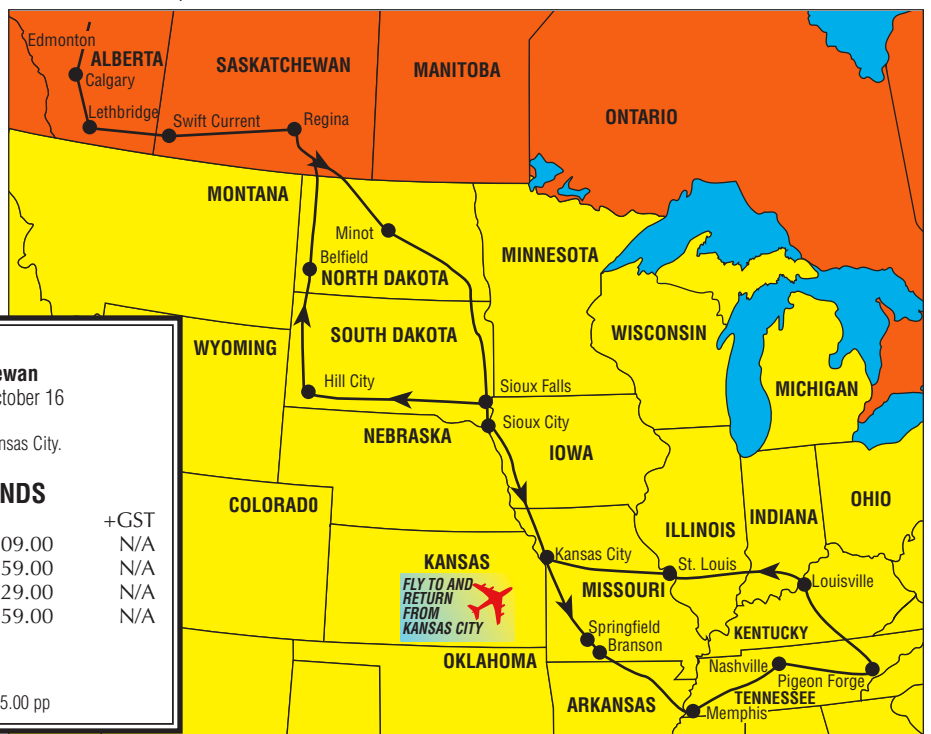 Edmonton
ALBERTA
Calgary
SASKATCHEWAN
MANITOBA
ONTARIO
Lethbridge
Swift Current
Regina
MONTANA
Minot
Belfield
NORTH DAKOTA
MINNESOTA
SOUTH DAKOTA
WYOMING
WISCONSIN
Hill City
Sioux Falls
MICHIGAN
Sioux City
NEBRASKA
IOWA
COLORADO
ILLINOIS
INDIANA
OHIO
KANSAS
Kansas City
St. Louis
MISSOURI
Louisville
FLY TO AND
RETURN
FROM
KANSAS CITY
Springfield
Branson
KENTUCKY
OKLAHOMA
Nashville
Pigeon Forge
TENNESSEE
ARKANSAS
Memphis
ewan
ctober 16
nsas City.
NDS
+GST
09.00 N/A
59.00 N/A
29.00 N/A
59.00 N/A
5.00 pp